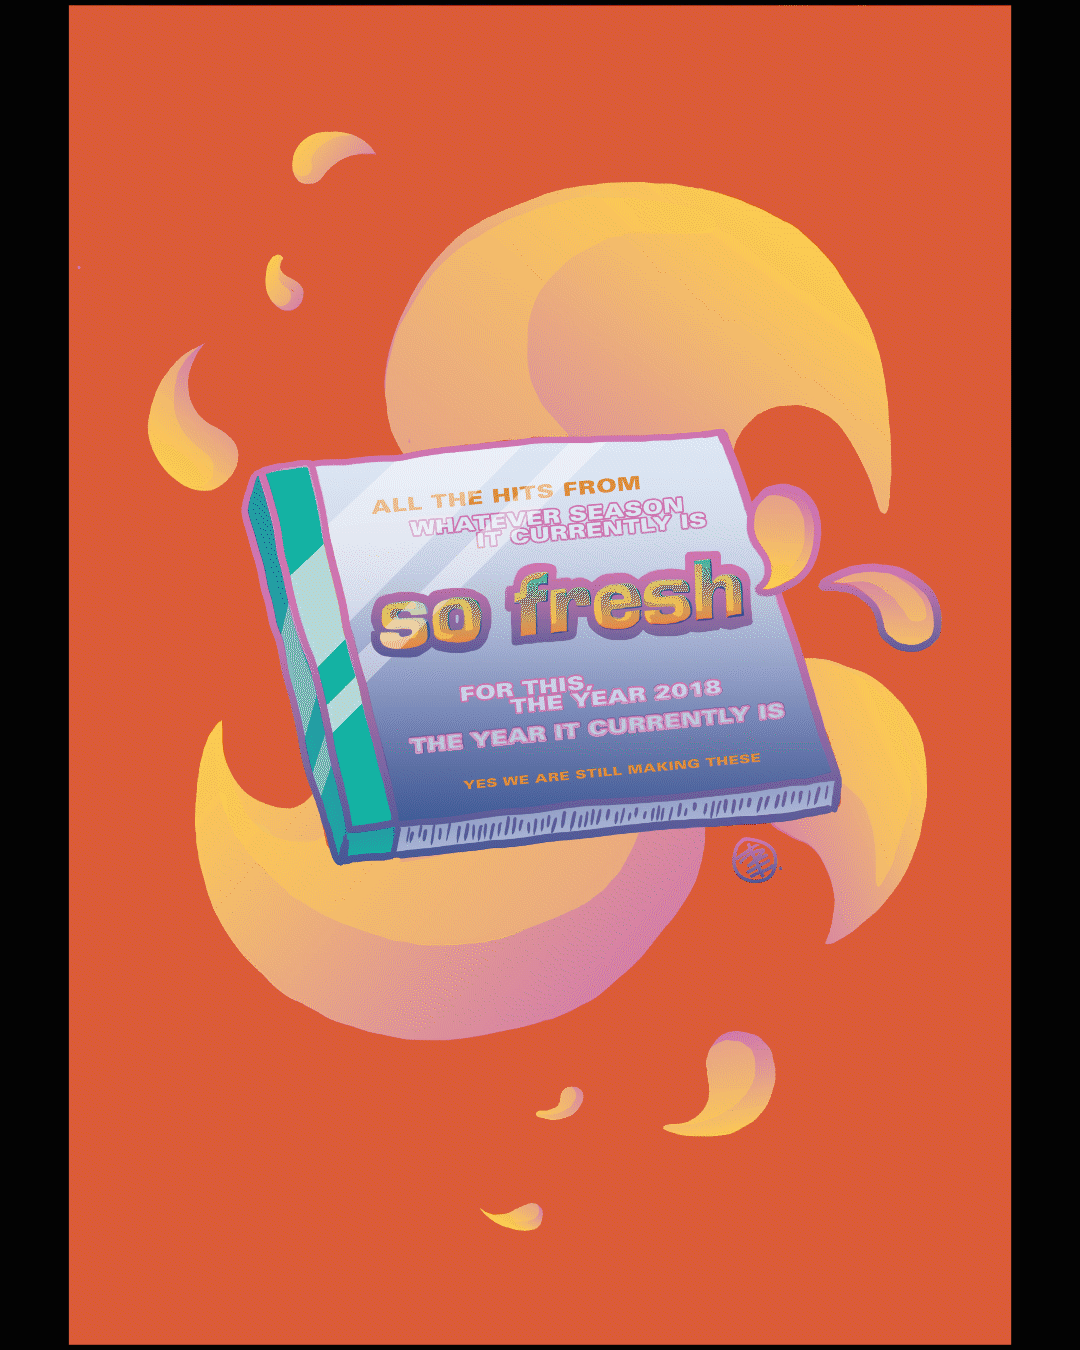 ALL THE HITS FROM
WHATEVER SEASON
IT CURRENTLY IS
so fresh
FOR THIS,
THE YEAR 2018
THE YEAR IT CURRENTLY IS
YES WE ARE STILL MAKING THESE